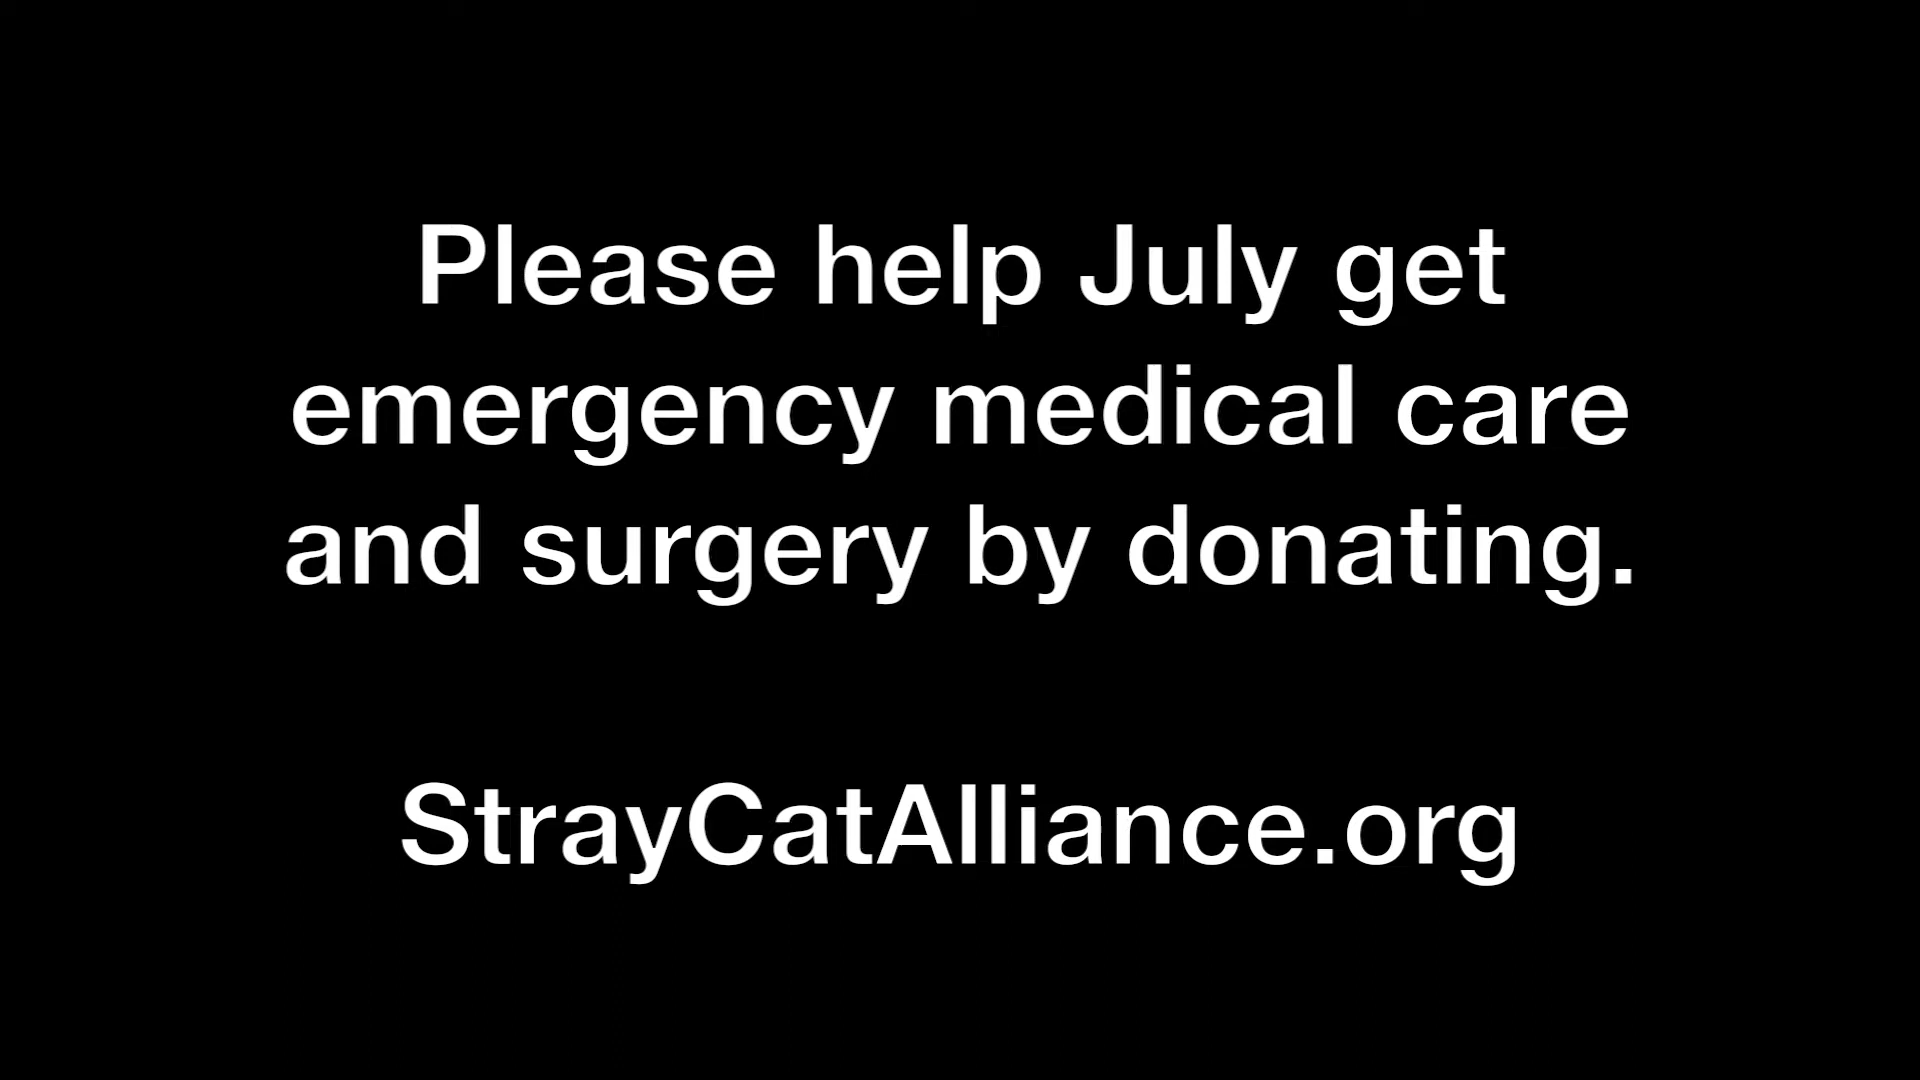 Please help July get
emergency medical care
and surgery by donating.
StrayCatAlliance.org